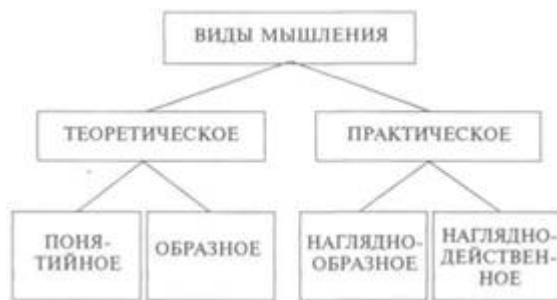 ВИДЫ МЫШЛЕНИЯ
ТЕОРЕТИЧЕСКОЕ
ПРАКТИЧЕСКОЕ
ПОНЯ-
ТИЙНОЕ
ОБРАЗНОЕ
НАГЛЯДНО-
ОБРАЗНОЕ
НАГЛЯДНО-
ДЕЙСТВЕН-
НОЕ